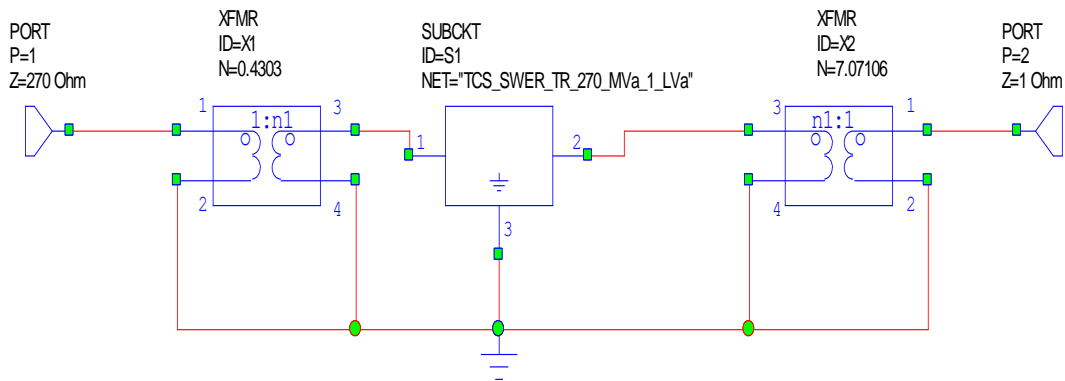 PORT
P=1
Z=270 Ohm
XFMR
ID=X1
N=0.4303
SUBCKT
ID=S1
NET="TCS_SWER_TR_270_MVa_1_LVa"
XFMR
ID=X2
N=7.07106
PORT
P=2
Z=1 Ohm
1
1:n1
3
2
4
1
2
3
3
n1:1
1
4
2